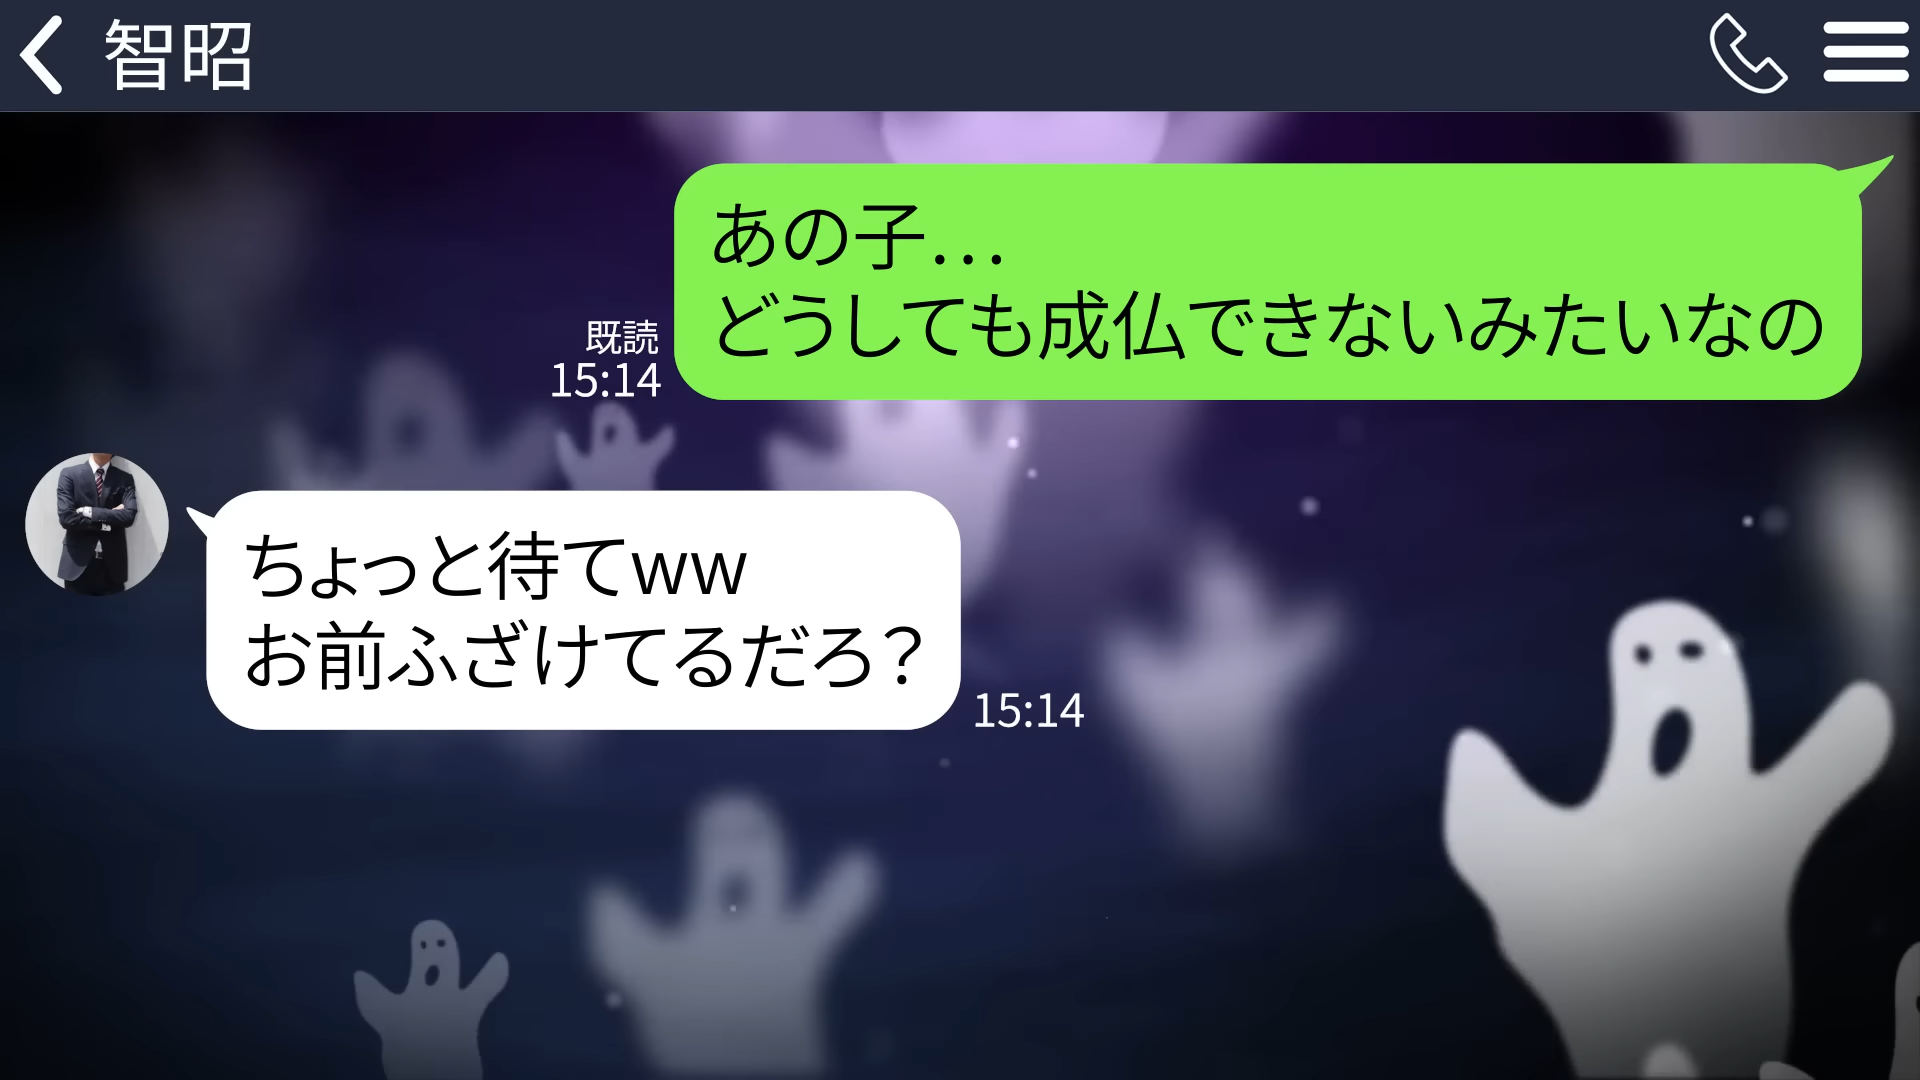 智昭
あの子…
どうしても成仏できないみたいなの
既読
15:14
ちょっと待てww
お前ふざけてるだろ？
15:14